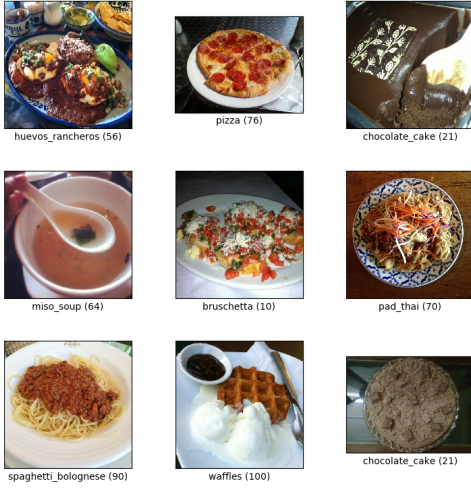 huevos_rancheros (56)
pizza (76)
chocolate_cake (21)
miso_soup (64)
bruschetta (10)
pad_thai (70)
spaghetti_bolognese (90)
waffles (100)
chocolate_cake (21)